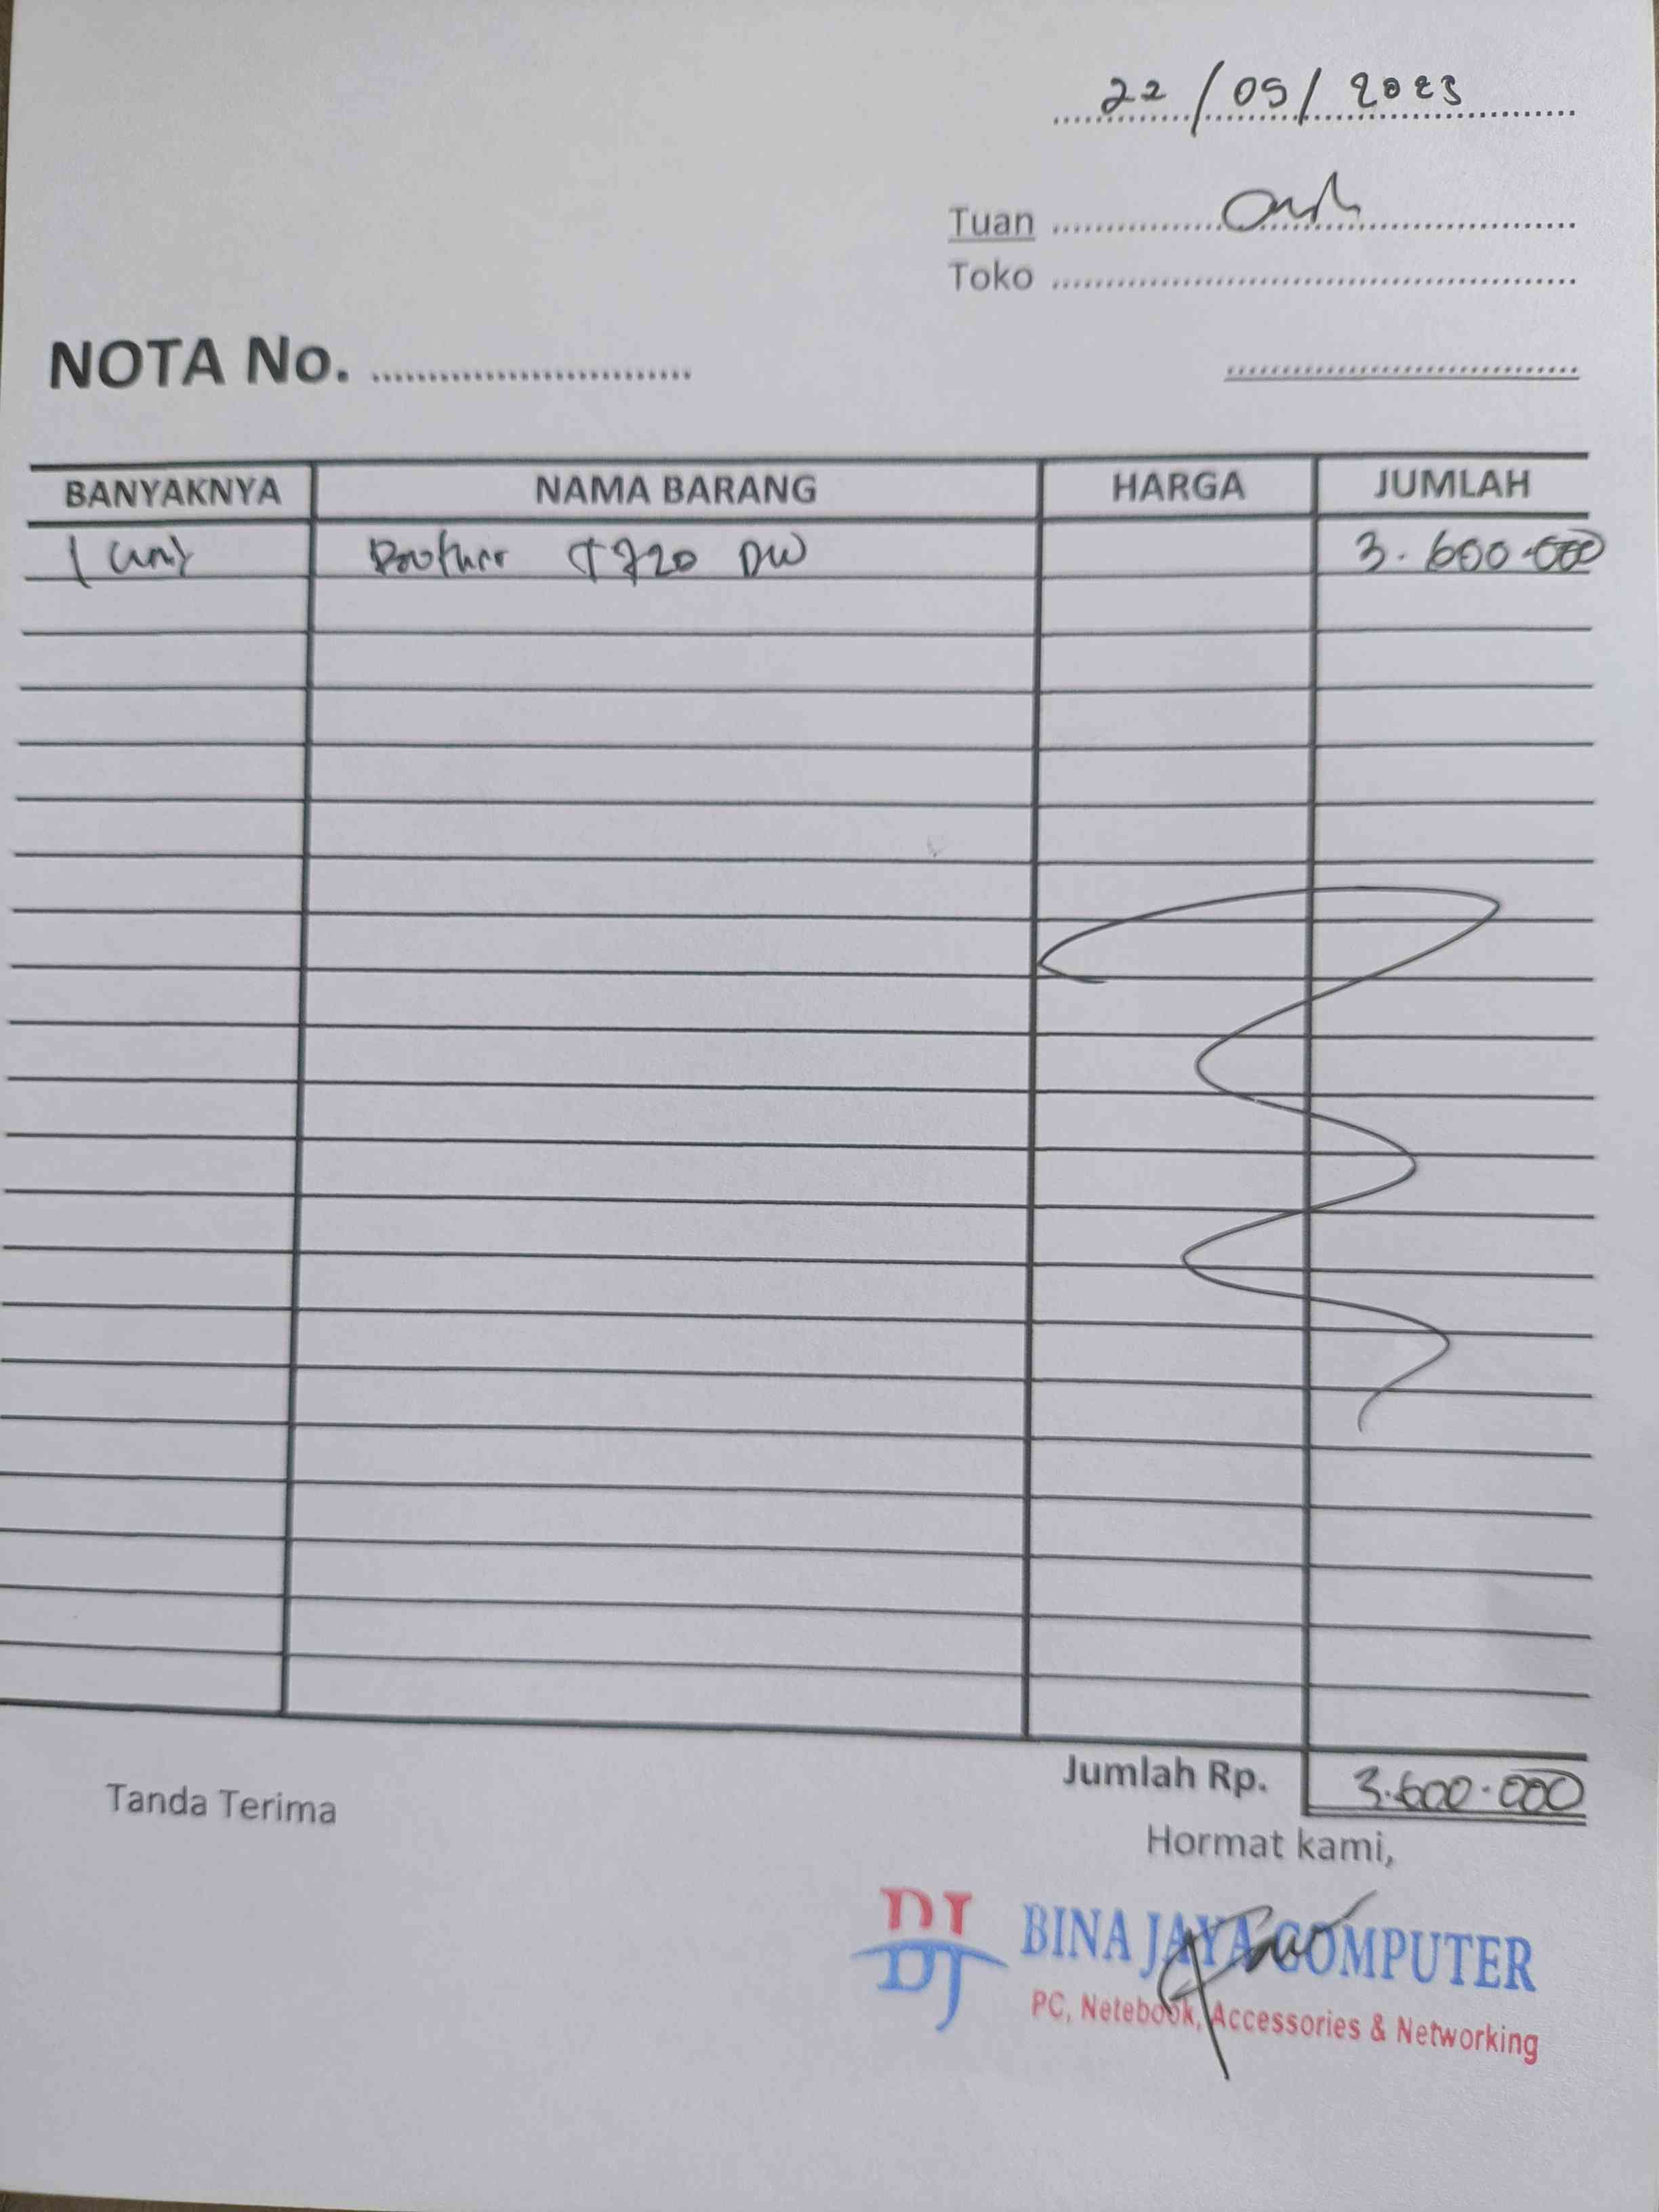 22/05/2023
Tuan
Toko
NOTA No.
BANYAKNYA NAMA BARANG HARGA JUMLAH
1 (un) Brother T720 DW 3.600.000
Jumlah Rp. 3.600.000
Tanda Terima
Hormat kami,
BJ BINA JAYA COMPUTER
PC, Netebook, Accessories & Networking